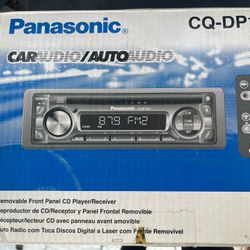 Panasonic
CQ-DP1
CAR AUDIO/AUTO AUDIO
Panasonic
87.9 FM2
Removable Front Panel CD Player/Receiver
Reproductor de CD/Receptor y Panel Frontal Removible
Récepteur/lecteur CD avec panneau avant démontable
Auto Radio com Toca Discos Digital a Laser com Frente Removível